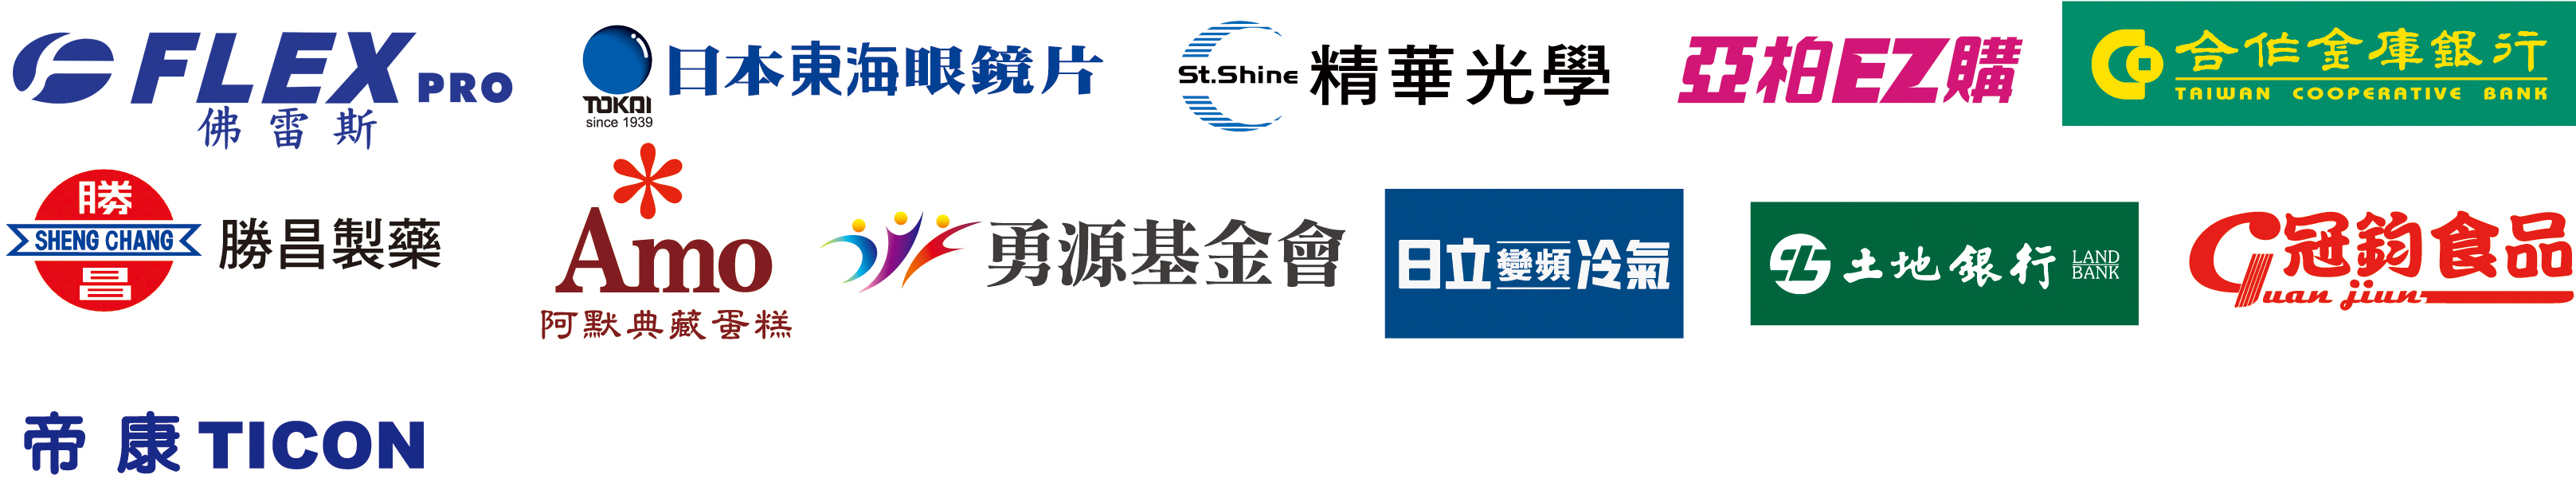 FLEX PRO
佛雷斯
TOKAI
since 1939
日本東海眼鏡片
St.Shine 精華光學
亞柏EZ購
合作金庫銀行
TAIWAN COOPERATIVE BANK
勝
SHENG CHANG
昌
勝昌製藥
Amo
阿默典藏蛋糕
勇源基金會
日立變頻冷氣
土地銀行 LAND BANK
冠鈞食品
Guan jiun
帝康 TICON